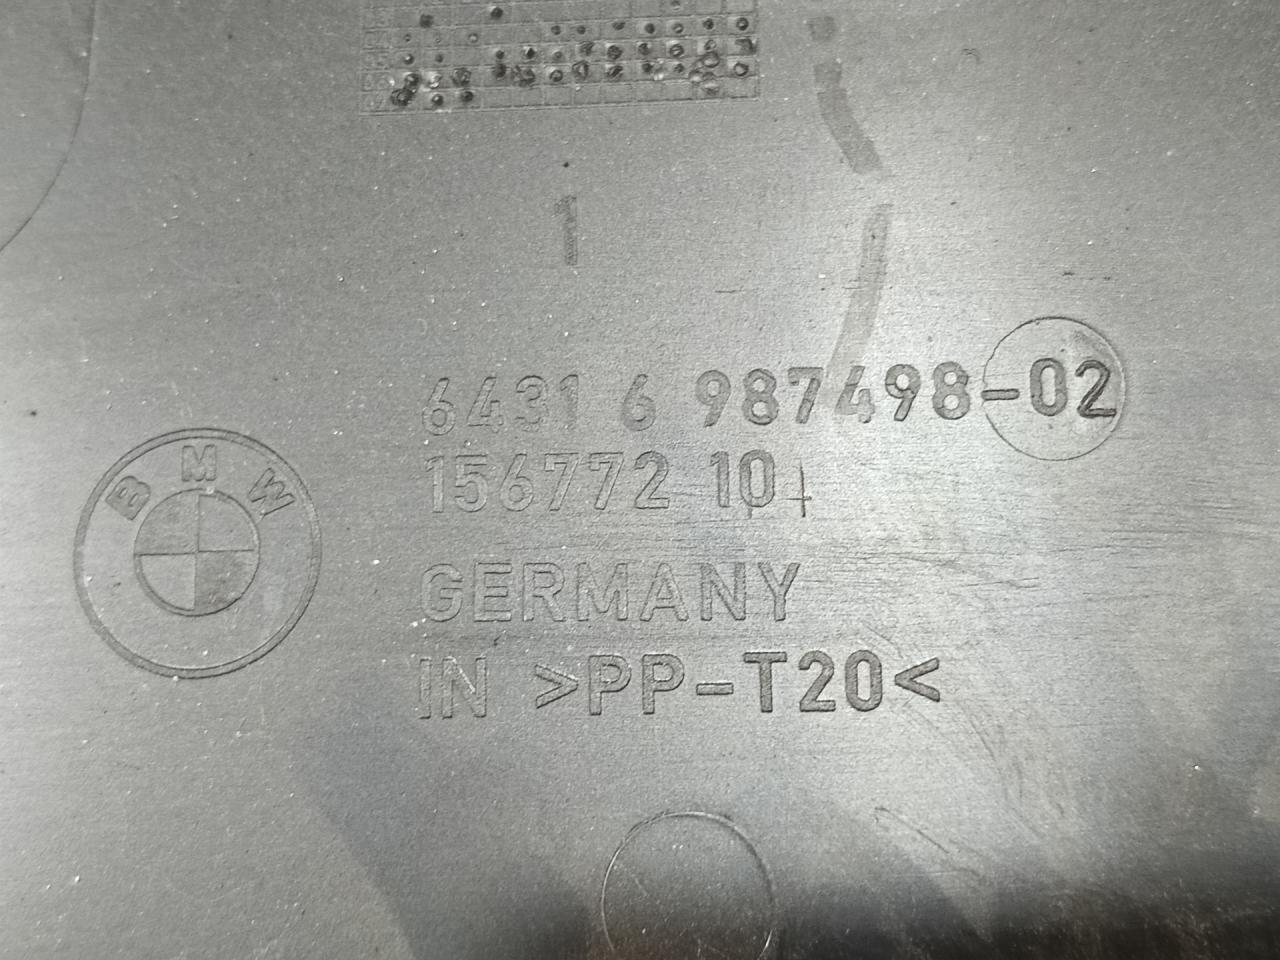 1
6431 6 987498-02
156772 10
BMW
GERMANY
IN >PP-T20<